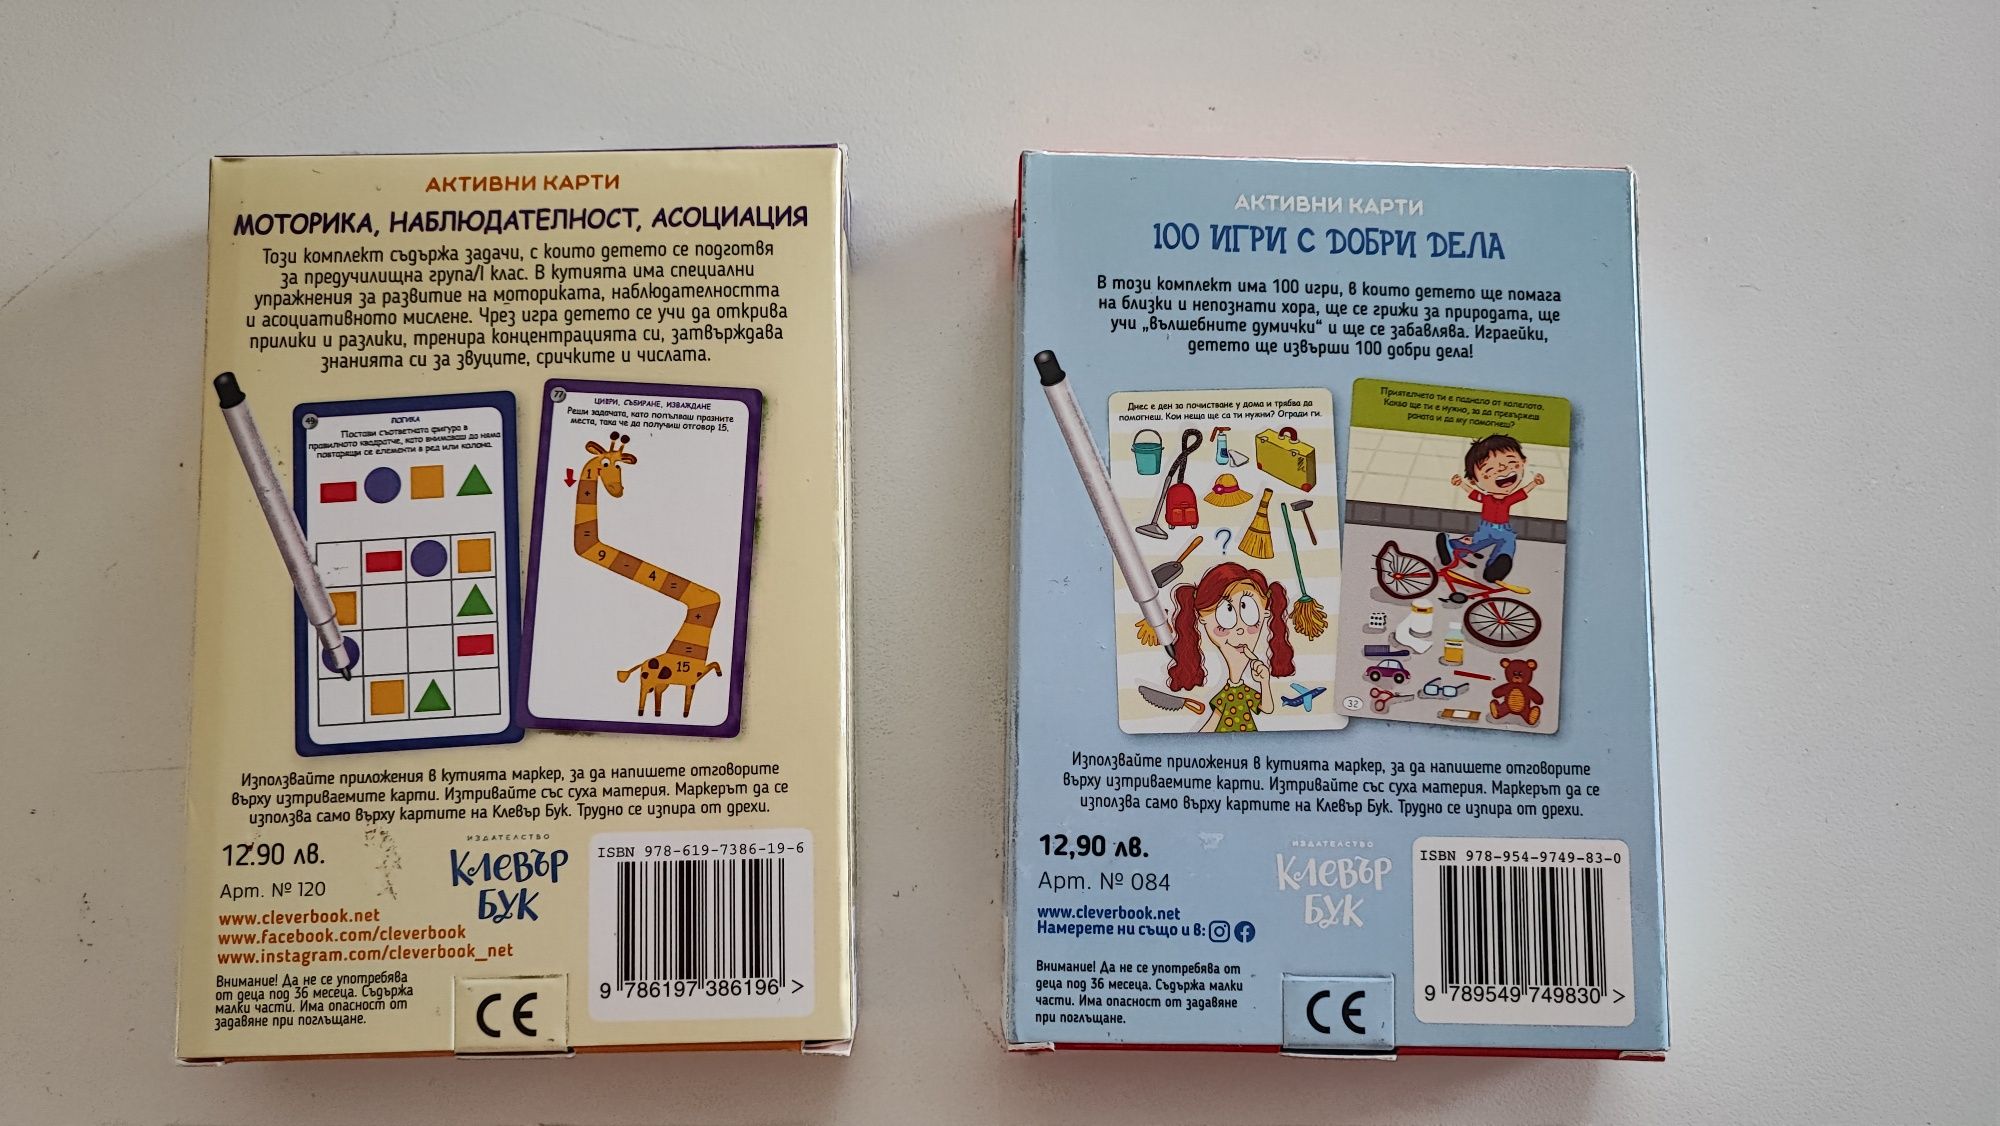 АКТИВНИ КАРТИ
МОТОРИКА, НАБЛЮДАТЕЛНОСТ, АСОЦИАЦИЯ
Този комплект съдържа задачи, с които детето се подготвя
за предучилищна група/I клас. В кутията има специални
упражнения за развитие на моториката, наблюдателността
и асоциативното мислене. Чрез игра детето се учи да открива
прилики и разлики, тренира концентрацията си, затвърждава
знанията си за звуците, сричките и числата.
49
ЛОГИКА
Постави съответната фигура в
правилното квадратче, като внимаваш да няма
повтарящи се елементи в ред или колона.
77
ЦИФРИ, СЪБИРАНЕ, ИЗВАЖДАНЕ
Реши задачата, като попълваш празните
места, така че да получиш отговор 15.
1
+
=
9
-
4
=
+
=
15
Използвайте приложения в кутията маркер, за да напишете отговорите
върху изтриваемите карти. Изтривайте със суха материя. Маркерът да се
използва само върху картите на Клевър Бук. Трудно се изпира от дрехи.
12.90 лв.
Арт. № 120
www.cleverbook.net
www.facebook.com/cleverbook
www.instagram.com/cleverbook_net
Внимание! Да не се употребява
от деца под 36 месеца. Съдържа
малки части. Има опасност от
задавяне при поглъщане.
ИЗДАТЕЛСТВО
КЛЕВЪР
БУК
CE
ISBN 978-619-7386-19-6
9 786197 386196 >
АКТИВНИ КАРТИ
100 ИГРИ С ДОБРИ ДЕЛА
В този комплект има 100 игри, в които детето ще помага
на близки и непознати хора, ще се грижи за природата, ще
учи „вълшебните думички“ и ще се забавлява. Играейки,
детето ще извърши 100 добри дела!
Днес е ден за почистване у дома и трябва да
помогнеш. Кои неща ще са ти нужни? Огради ги.
?
Приятелчето ти е паднало от колелото.
Какво ще ти е нужно, за да превържеш
раната и да му помогнеш?
32
Използвайте приложения в кутията маркер, за да напишете отговорите
върху изтриваемите карти. Изтривайте със суха материя. Маркерът да се
използва само върху картите на Клевър Бук. Трудно се изпира от дрехи.
12,90 лв.
Арт. № 084
www.cleverbook.net
Намерете ни също и в:
Внимание! Да не се употребява от
деца под 36 месеца. Съдържа малки
части. Има опасност от задавяне
при поглъщане.
ИЗДАТЕЛСТВО
КЛЕВЪР
БУК
CE
ISBN 978-954-9749-83-0
9 789549 749830 >